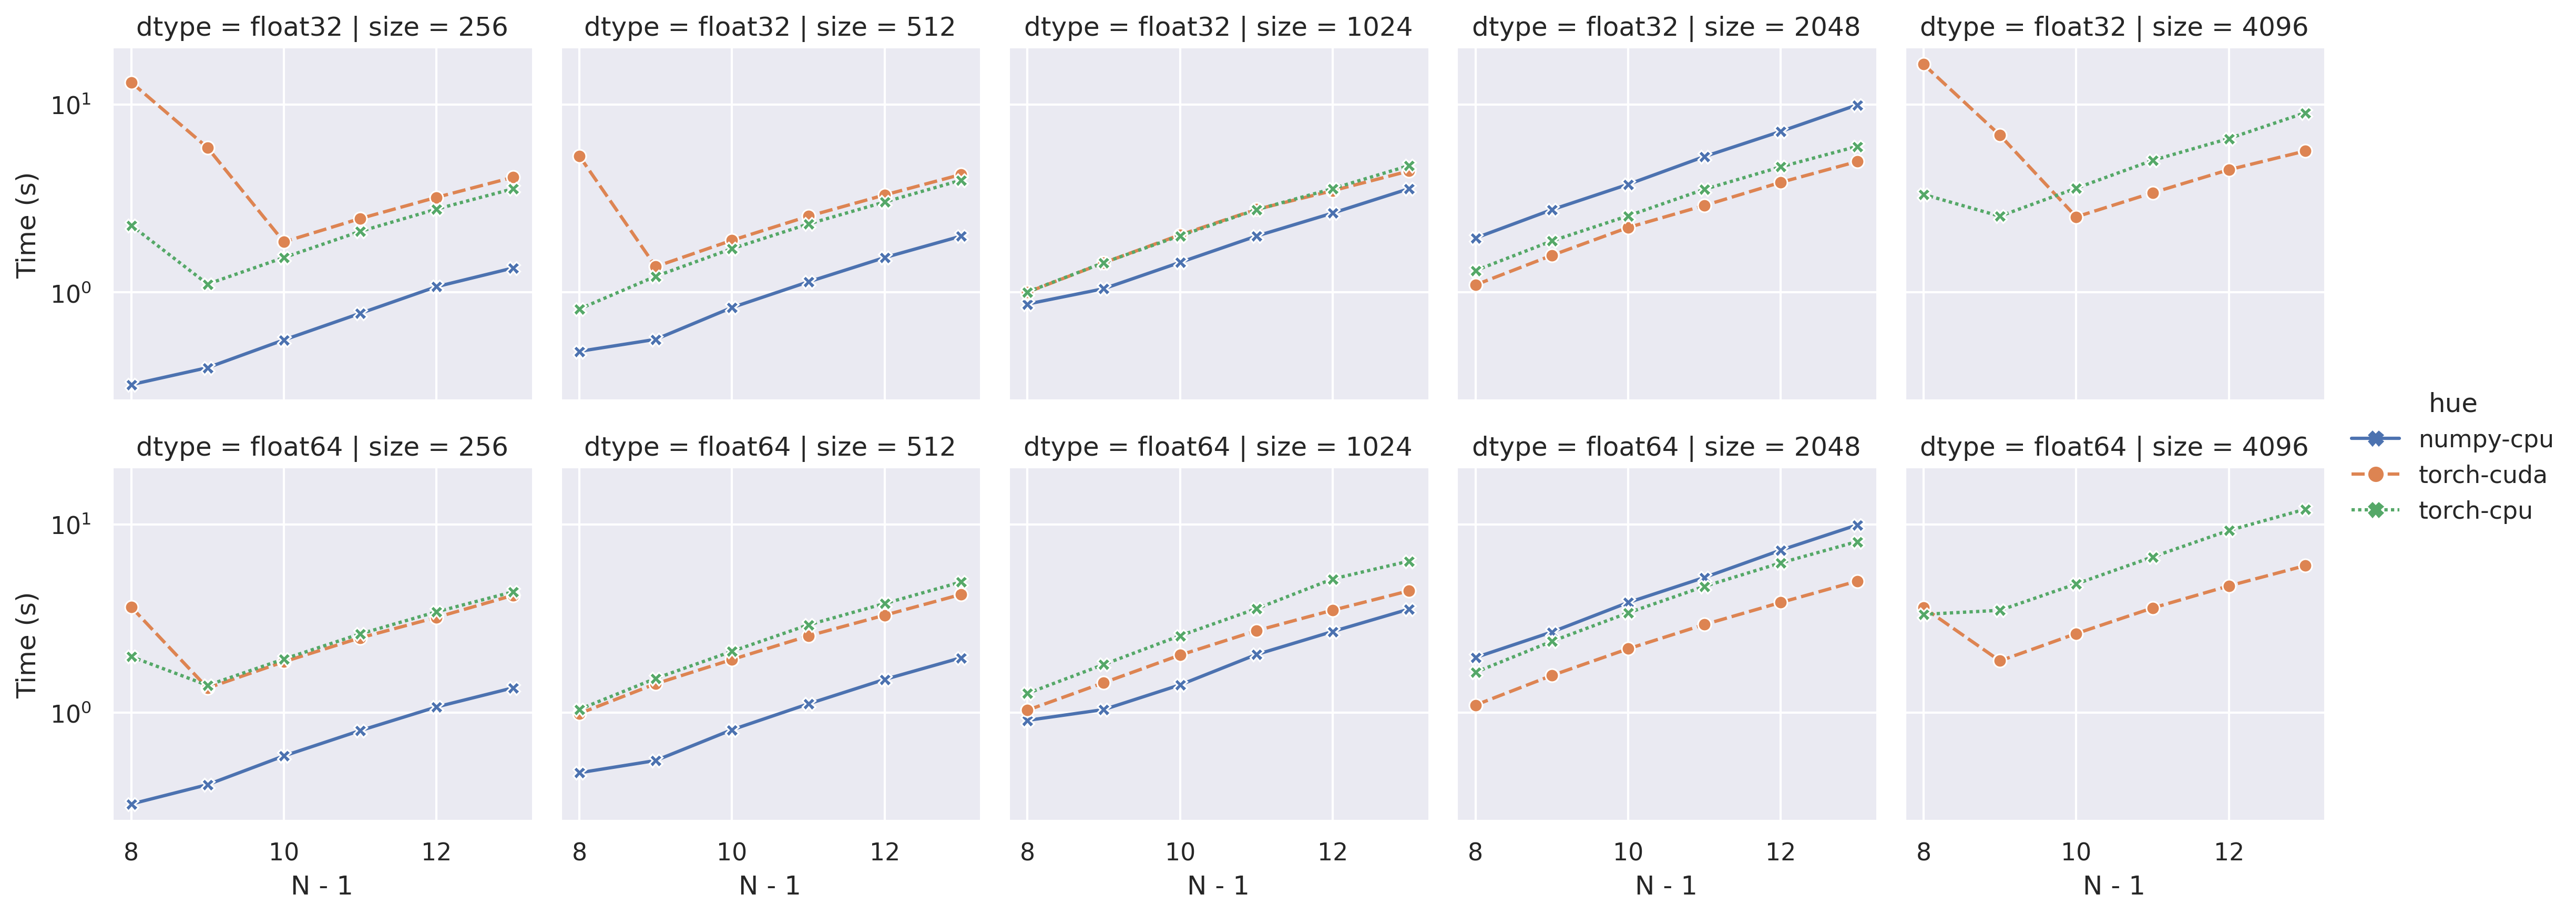 dtype = float32 | size = 256
dtype = float32 | size = 512
dtype = float32 | size = 1024
dtype = float32 | size = 2048
dtype = float32 | size = 4096
Time (s)
10¹
10⁰
dtype = float64 | size = 256
dtype = float64 | size = 512
dtype = float64 | size = 1024
dtype = float64 | size = 2048
dtype = float64 | size = 4096
Time (s)
10¹
10⁰
8 10 12
8 10 12
8 10 12
8 10 12
8 10 12
N - 1
N - 1
N - 1
N - 1
N - 1
hue
numpy-cpu
torch-cuda
torch-cpu